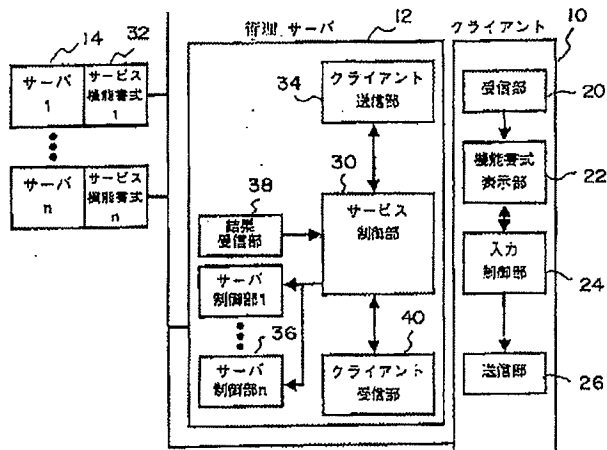 管理サーバ
12
クライアント
10
14
32
サーバ
1
サービス
機能書式
1
サーバ
n
サービス
機能書式
n
34
クライアント
送信部
30
サービス
制御部
38
結果
受信部
サーバ
制御部1
36
サーバ
制御部n
40
クライアント
受信部
受信部
20
機能書式
表示部
22
入力
制御部
24
送信部
26